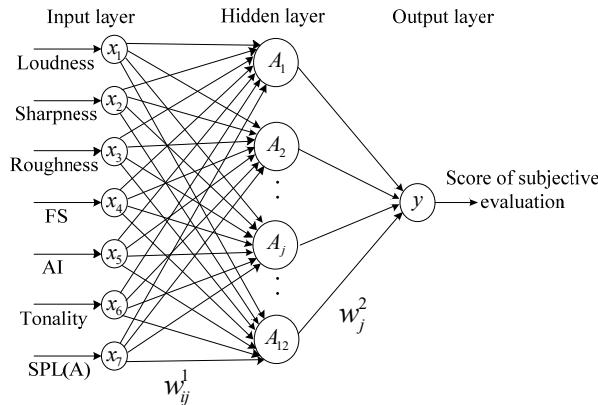 Input layer
Hidden layer
Output layer
x1
Loudness
x2
Sharpness
x3
Roughness
x4
FS
x5
AI
x6
Tonality
x7
SPL(A)
A1
A2
Aj
A12
w1ij
w2j
y
Score of subjective
evaluation